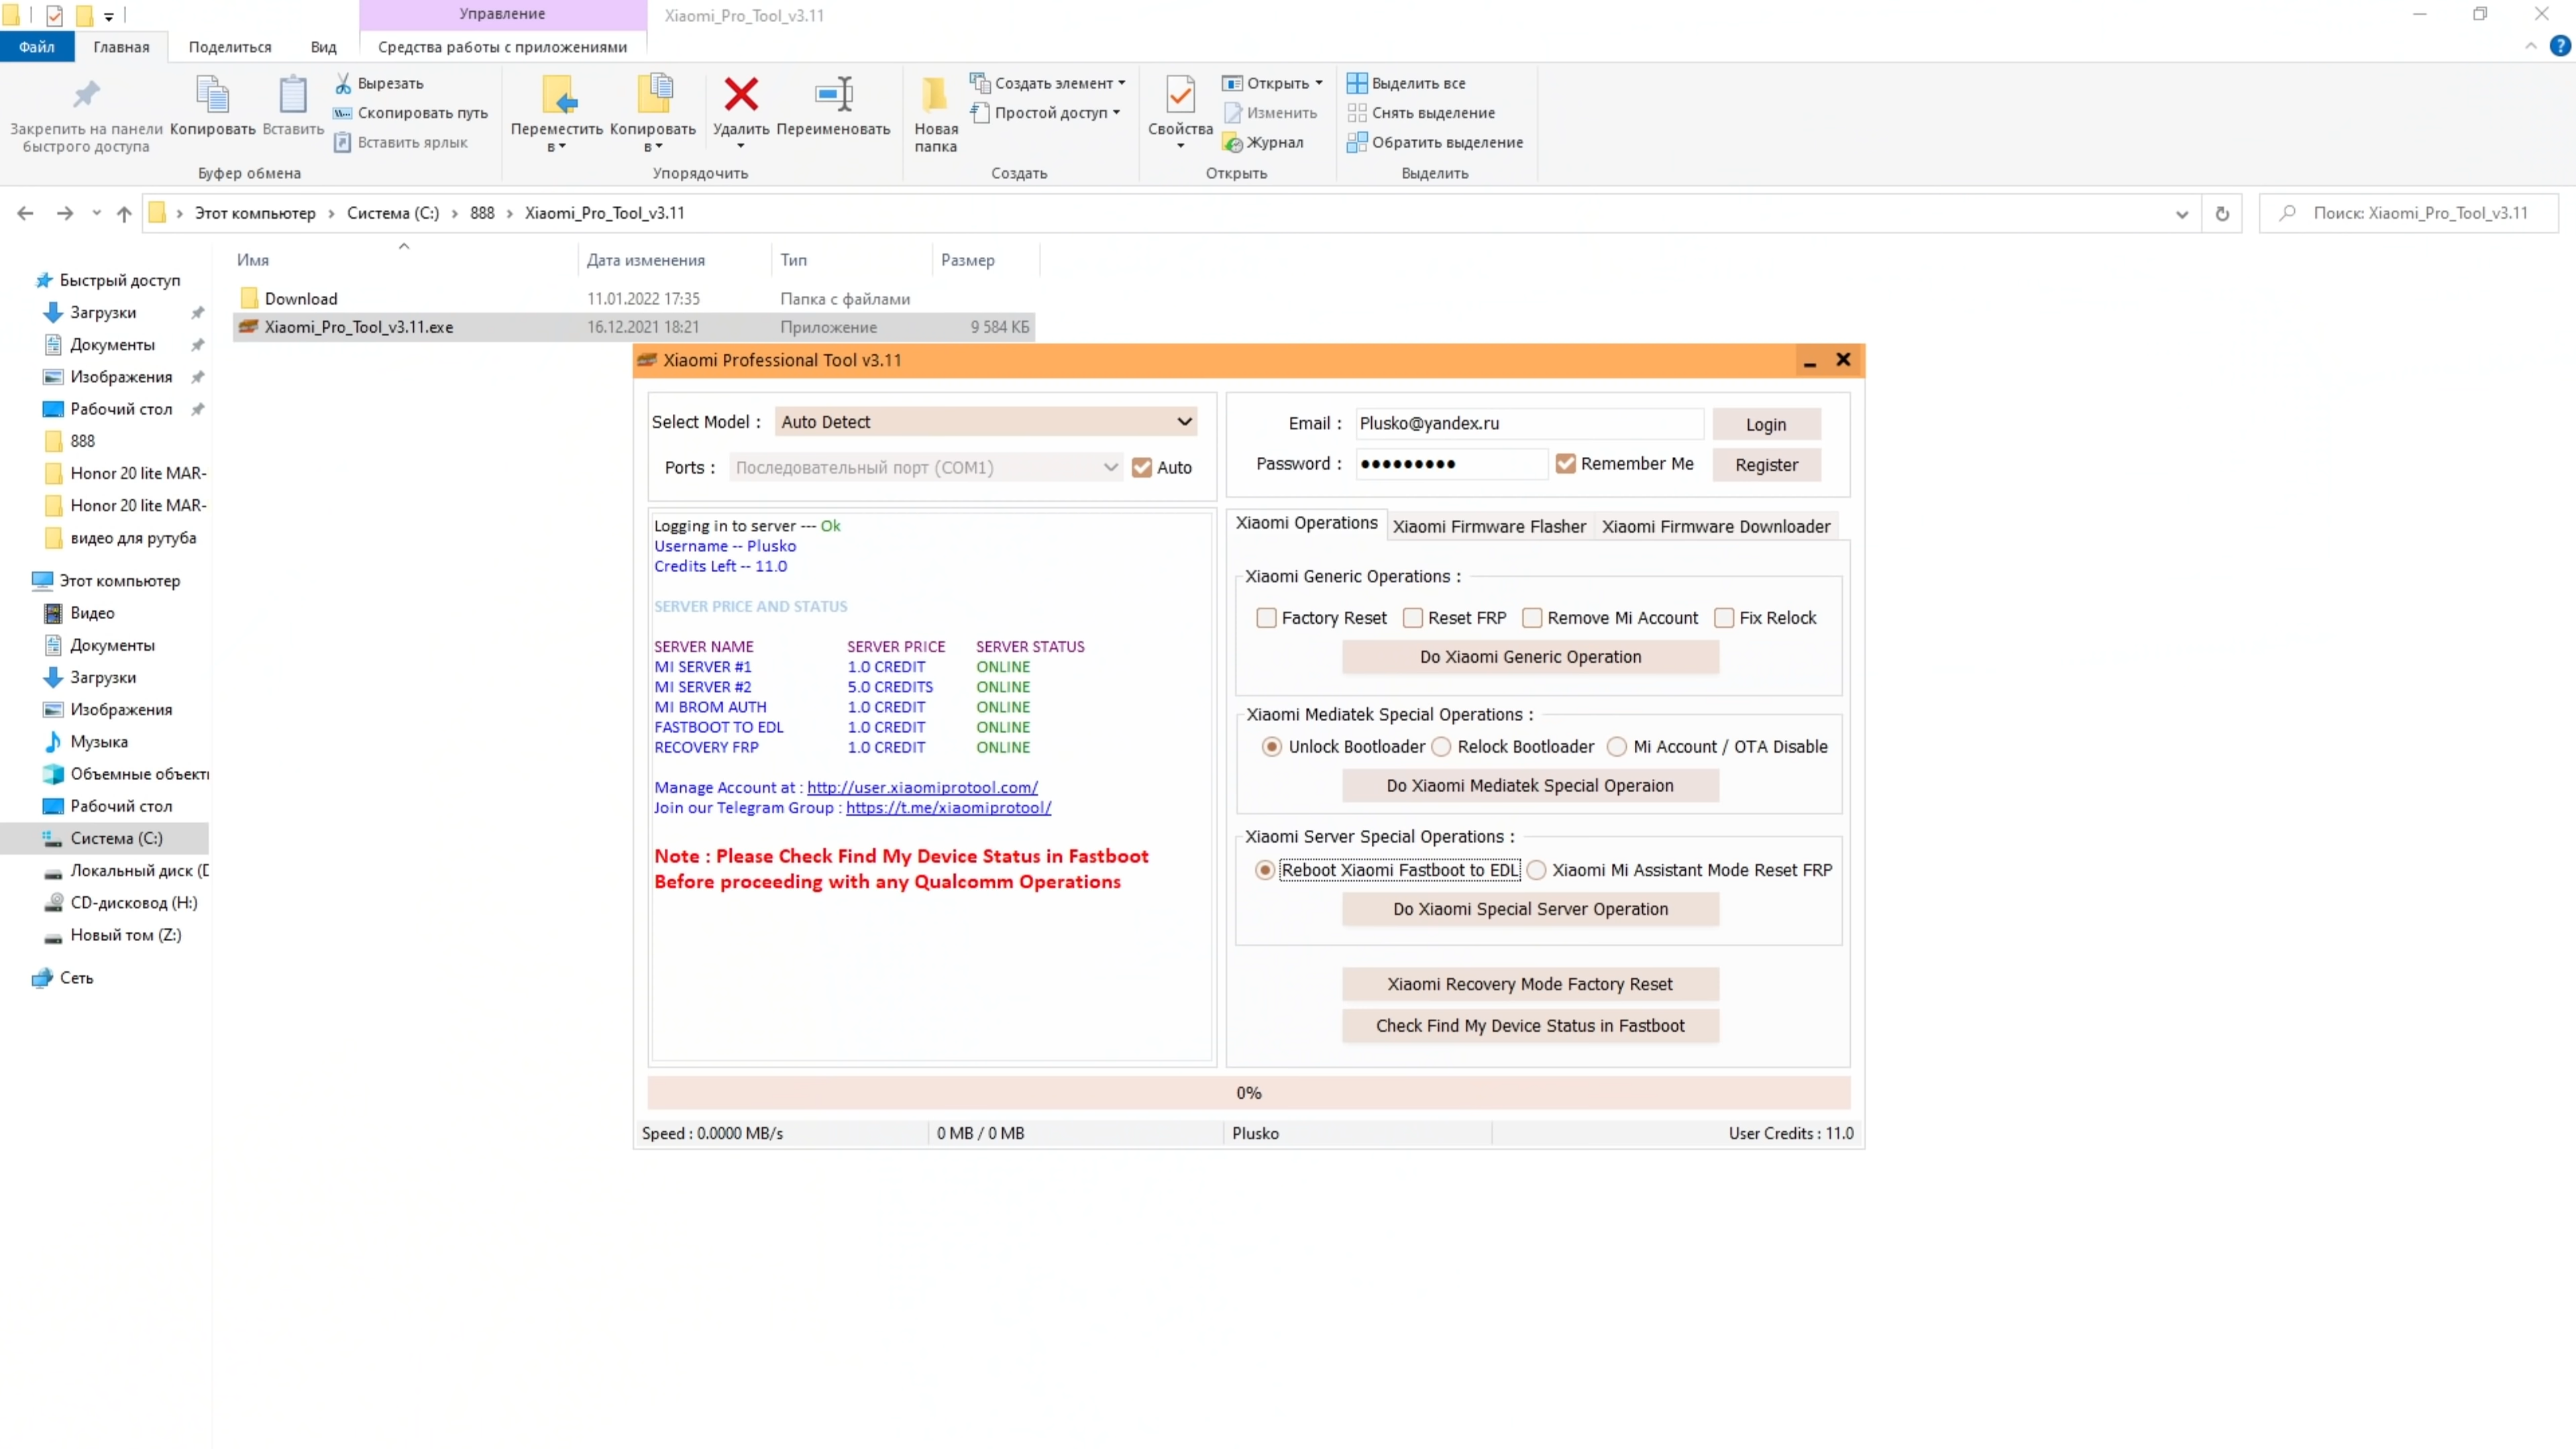 Управление
Xiaomi_Pro_Tool_v3.11
Файл
Главная
Поделиться
Вид
Средства работы с приложениями
Закрепить на панели
быстрого доступа
Копировать
Вставить
Вырезать
Скопировать путь
Вставить ярлык
Буфер обмена
Переместить
в
Копировать
в
Удалить
Переименовать
Упорядочить
Новая
папка
Создать элемент
Простой доступ
Создать
Свойства
Открыть
Изменить
Журнал
Открыть
Выделить все
Снять выделение
Обратить выделение
Выделить
Этот компьютер
Система (C:)
888
Xiaomi_Pro_Tool_v3.11
Поиск: Xiaomi_Pro_Tool_v3.11
Имя
Дата изменения
Тип
Размер
Download
11.01.2022 17:35
Папка с файлами
Xiaomi_Pro_Tool_v3.11.exe
16.12.2021 18:21
Приложение
9 584 КБ
Быстрый доступ
Загрузки
Документы
Изображения
Рабочий стол
888
Honor 20 lite MAR-
Honor 20 lite MAR-
видео для рутуба
Этот компьютер
Видео
Документы
Загрузки
Изображения
Музыка
Объемные объект
Рабочий стол
Система (C:)
Локальный диск (D
CD-дисковод (H:)
Новый том (Z:)
Сеть
Xiaomi Professional Tool v3.11
Select Model :
Auto Detect
Ports :
Последовательный порт (COM1)
Auto
Email :
Plusko@yandex.ru
Login
Password :
•••••••••
Remember Me
Register
Logging in to server --- Ok
Username -- Plusko
Credits Left -- 11.0
SERVER PRICE AND STATUS
SERVER NAME SERVER PRICE SERVER STATUS
MI SERVER #1 1.0 CREDIT ONLINE
MI SERVER #2 5.0 CREDITS ONLINE
MI BROM AUTH 1.0 CREDIT ONLINE
FASTBOOT TO EDL 1.0 CREDIT ONLINE
RECOVERY FRP 1.0 CREDIT ONLINE
Manage Account at : http://user.xiaomiprotool.com/
Join our Telegram Group : https://t.me/xiaomiprotool/
Note : Please Check Find My Device Status in Fastboot
Before proceeding with any Qualcomm Operations
Xiaomi Operations
Xiaomi Firmware Flasher
Xiaomi Firmware Downloader
Xiaomi Generic Operations :
Factory Reset
Reset FRP
Remove Mi Account
Fix Relock
Do Xiaomi Generic Operation
Xiaomi Mediatek Special Operations :
Unlock Bootloader
Relock Bootloader
Mi Account / OTA Disable
Do Xiaomi Mediatek Special Operaion
Xiaomi Server Special Operations :
Reboot Xiaomi Fastboot to EDL
Xiaomi Mi Assistant Mode Reset FRP
Do Xiaomi Special Server Operation
Xiaomi Recovery Mode Factory Reset
Check Find My Device Status in Fastboot
0%
Speed : 0.0000 MB/s
0 MB / 0 MB
Plusko
User Credits : 11.0